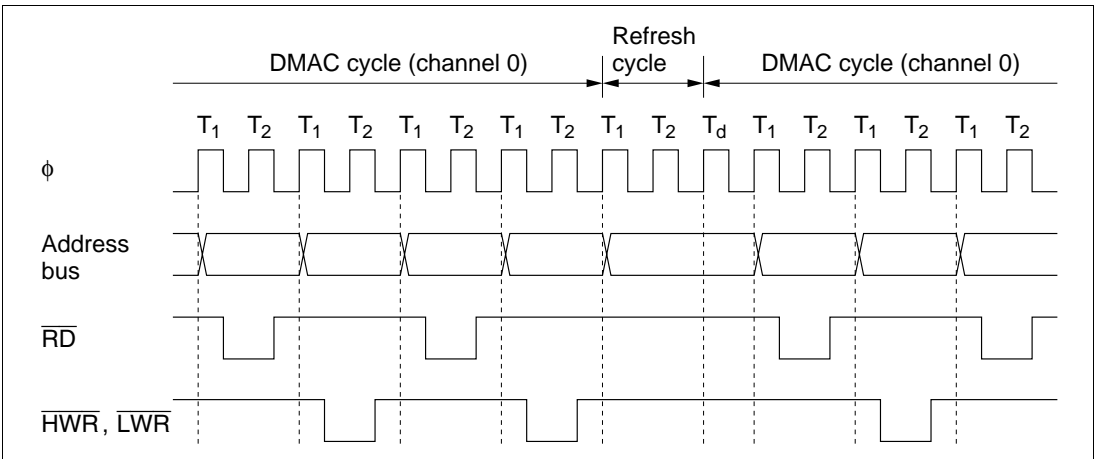 Refresh
DMAC cycle (channel 0) cycle DMAC cycle (channel 0)
T1 T2 T1 T2 T1 T2 T1 T2 T1 T2 Td T1 T2 T1 T2 T1 T2
ϕ
Address
bus
RD
HWR, LWR